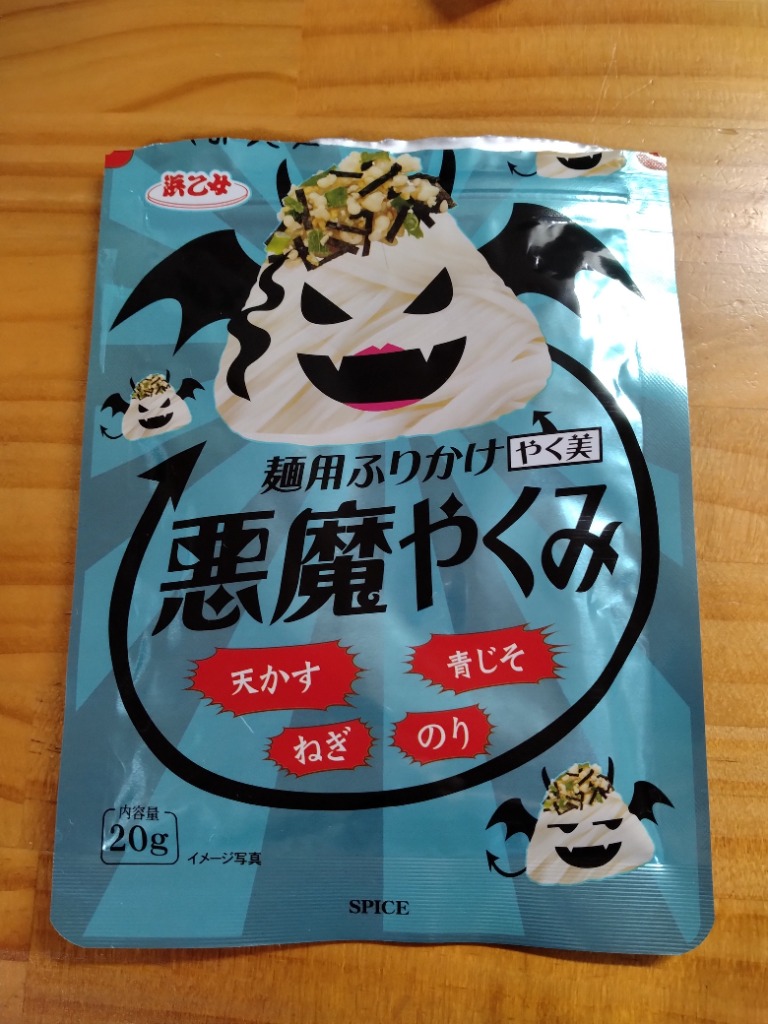 浜乙女
麺用ふりかけ やく美
悪魔やくみ
天かす
青じそ
ねぎ
のり
内容量
20g
イメージ写真
SPICE